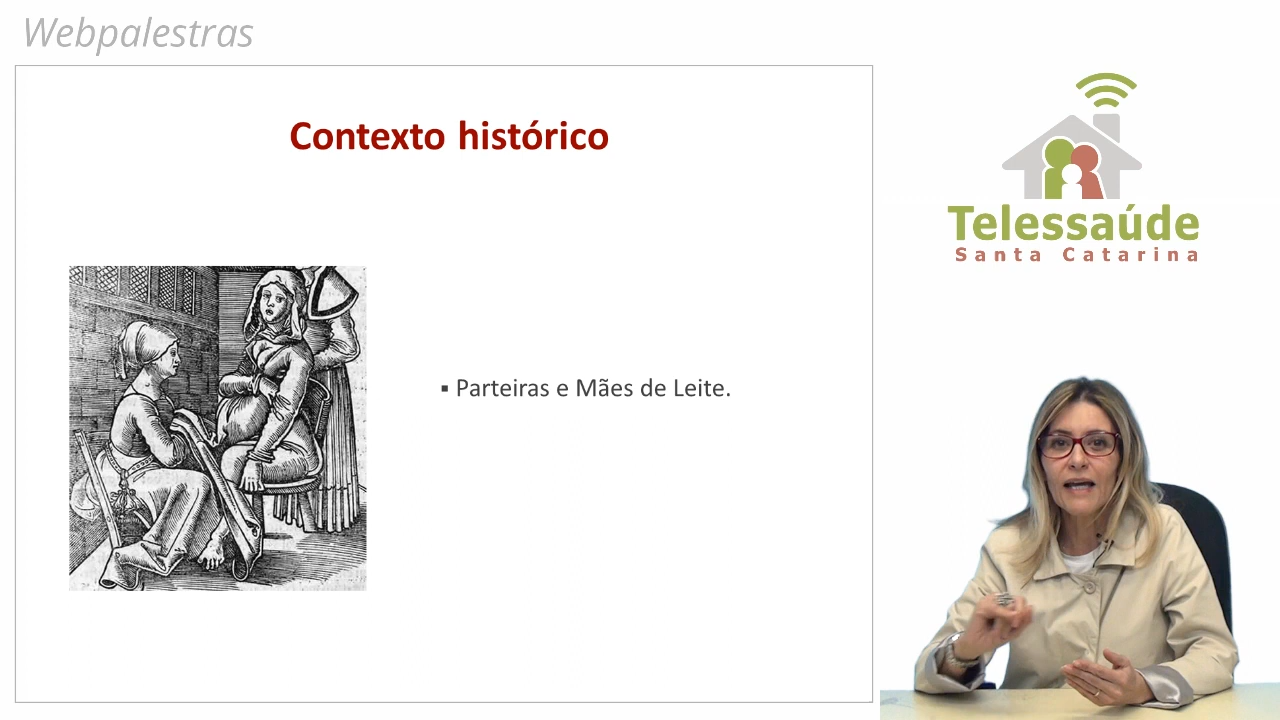 Webpalestras
Contexto histórico
▪ Parteiras e Mães de Leite.
Telessaúde
Santa Catarina